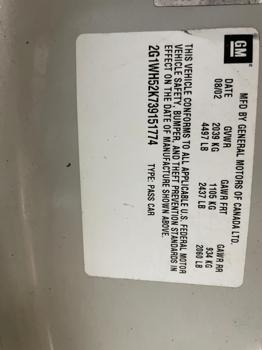 GM
MFD BY GENERAL MOTORS OF CANADA LTD.
DATE GVWR GAWR FRT GAWR RR
08/02 2039 KG 1105 KG 934 KG
4497 LB 2437 LB 2060 LB
THIS VEHICLE CONFORMS TO ALL APPLICABLE U.S. FEDERAL MOTOR
VEHICLE SAFETY, BUMPER, AND THEFT PREVENTION STANDARDS IN
EFFECT ON THE DATE OF MANUFACTURE SHOWN ABOVE.
2G1WH52K739151774 TYPE: PASS CAR